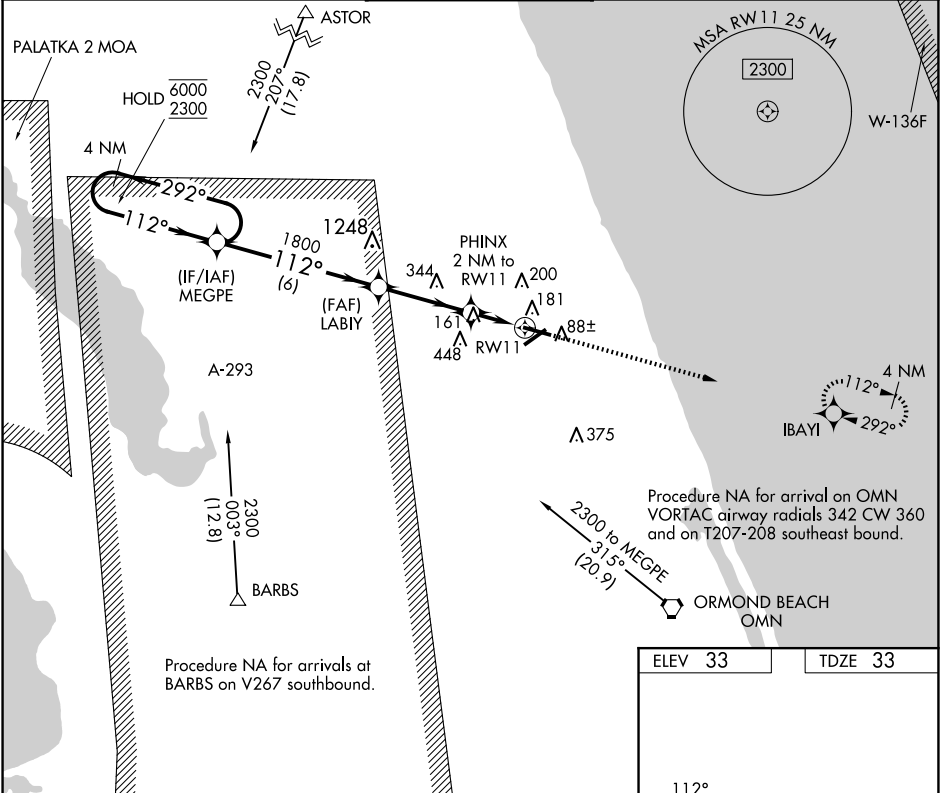 ASTOR
PALATKA 2 MOA
2300
207°
(17.8)
HOLD 6000
2300
MSA RW11 25 NM
2300
W-136F
4 NM
292°
112°
1800
112°
(6)
1248
(IF/IAF)
MEGPE
(FAF)
LABIY
344
PHINX
2 NM to
RW11
200
181
161
448
RW11
88±
A-293
375
4 NM
112°
292°
IBAYI
2300
003°
(12.8)
BARBS
2300 to MEGPE
315°
(20.9)
Procedure NA for arrival on OMN
VORTAC airway radials 342 CW 360
and on T207-208 southeast bound.
ORMOND BEACH
OMN
Procedure NA for arrivals at
BARBS on V267 southbound.
ELEV 33
TDZE 33
112°